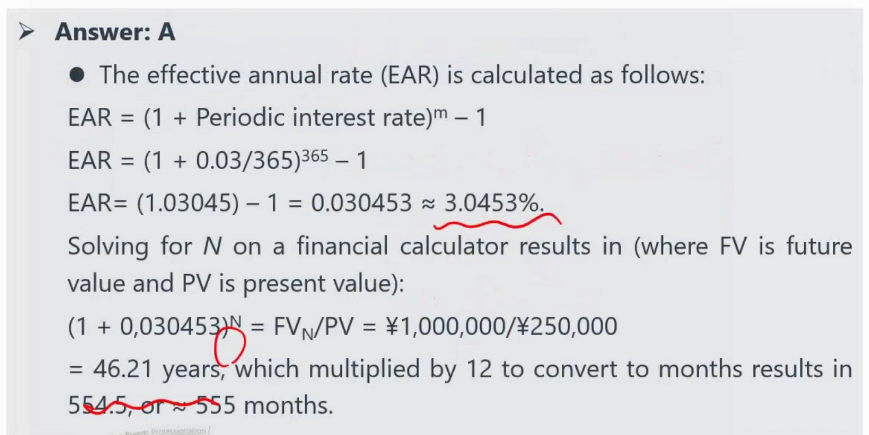 ➢ Answer: A
● The effective annual rate (EAR) is calculated as follows:
EAR = (1 + Periodic interest rate)ᵐ – 1
EAR = (1 + 0.03/365)³⁶⁵ – 1
EAR= (1.03045) – 1 = 0.030453 ≈ 3.0453%.
Solving for N on a financial calculator results in (where FV is future
value and PV is present value):
(1 + 0,030453)ᴺ = FV_N/PV = ¥1,000,000/¥250,000
= 46.21 years, which multiplied by 12 to convert to months results in
554.5, or ≈ 555 months.